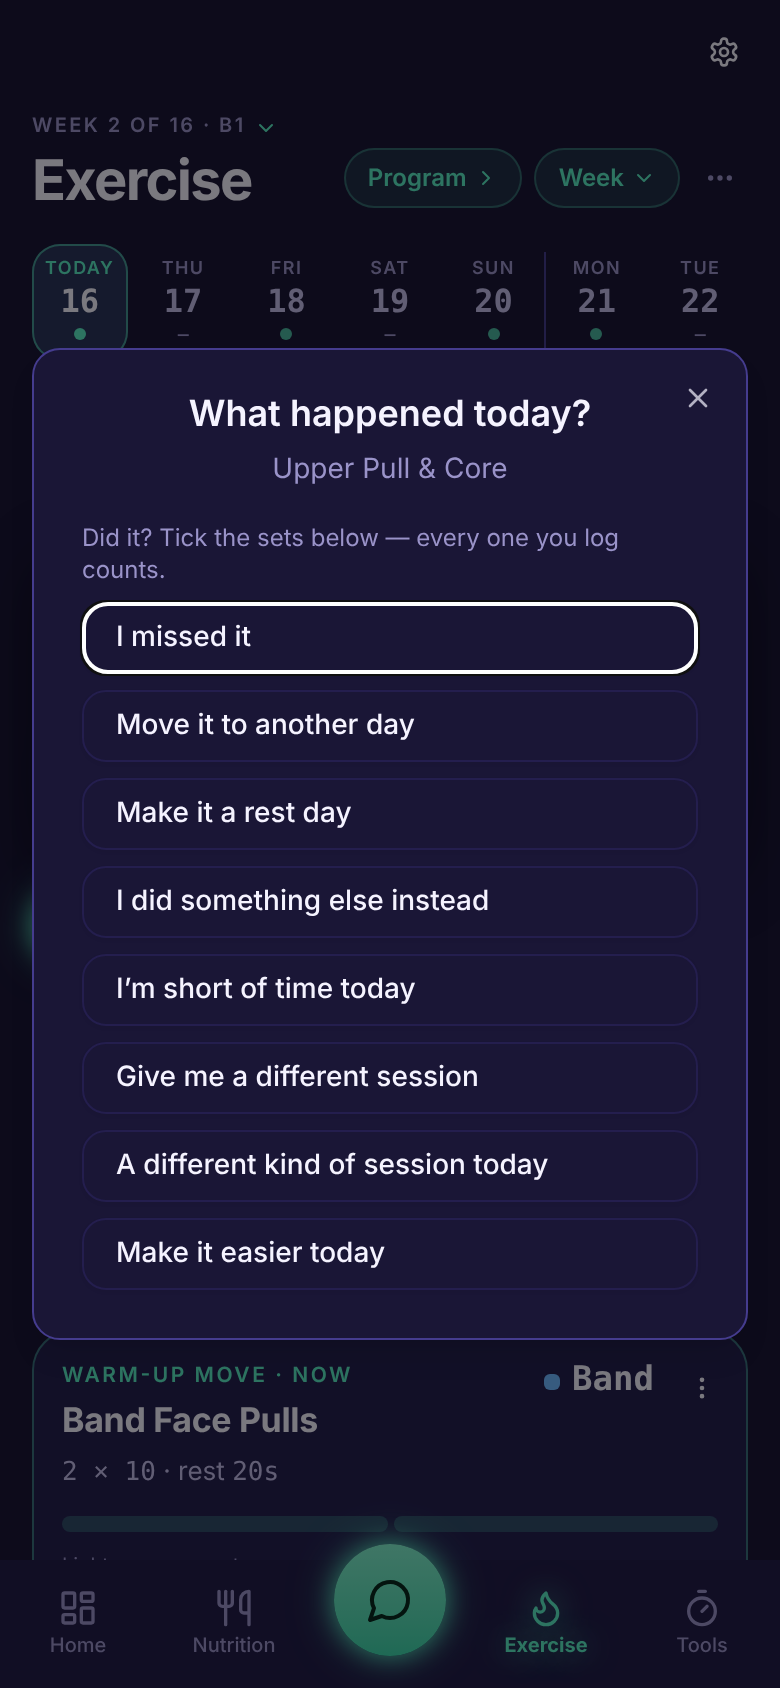 WEEK 2 OF 16 · B1
Exercise
Program
Week
TODAY THU FRI SAT SUN MON TUE
16 17 18 19 20 21 22
– – –
What happened today?
Upper Pull & Core
Did it? Tick the sets below — every one you log
counts.
I missed it
Move it to another day
Make it a rest day
I did something else instead
I’m short of time today
Give me a different session
A different kind of session today
Make it easier today
WARM-UP MOVE · NOW
Band
Band Face Pulls
2 × 10 · rest 20s
Home
Nutrition
Exercise
Tools